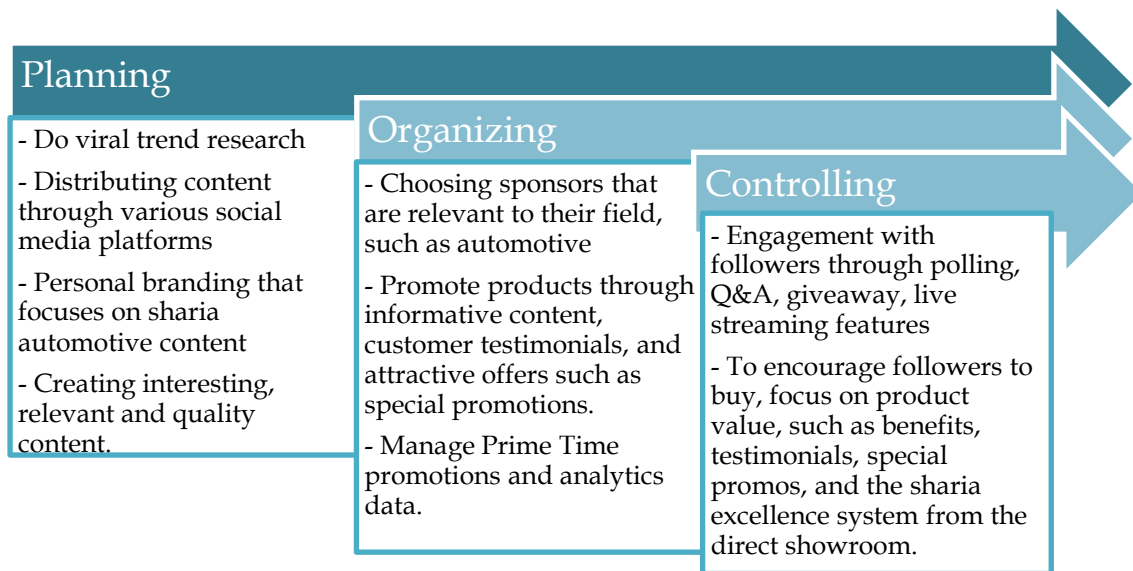 Planning
- Do viral trend research
- Distributing content
through various social
media platforms
- Personal branding that
focuses on sharia
automotive content
- Creating interesting,
relevant and quality
content.
Organizing
- Choosing sponsors that
are relevant to their field,
such as automotive
- Promote products through
informative content,
customer testimonials, and
attractive offers such as
special promotions.
- Manage Prime Time
promotions and analytics
data.
Controlling
- Engagement with
followers through polling,
Q&A, giveaway, live
streaming features
- To encourage followers to
buy, focus on product
value, such as benefits,
testimonials, special
promos, and the sharia
excellence system from the
direct showroom.